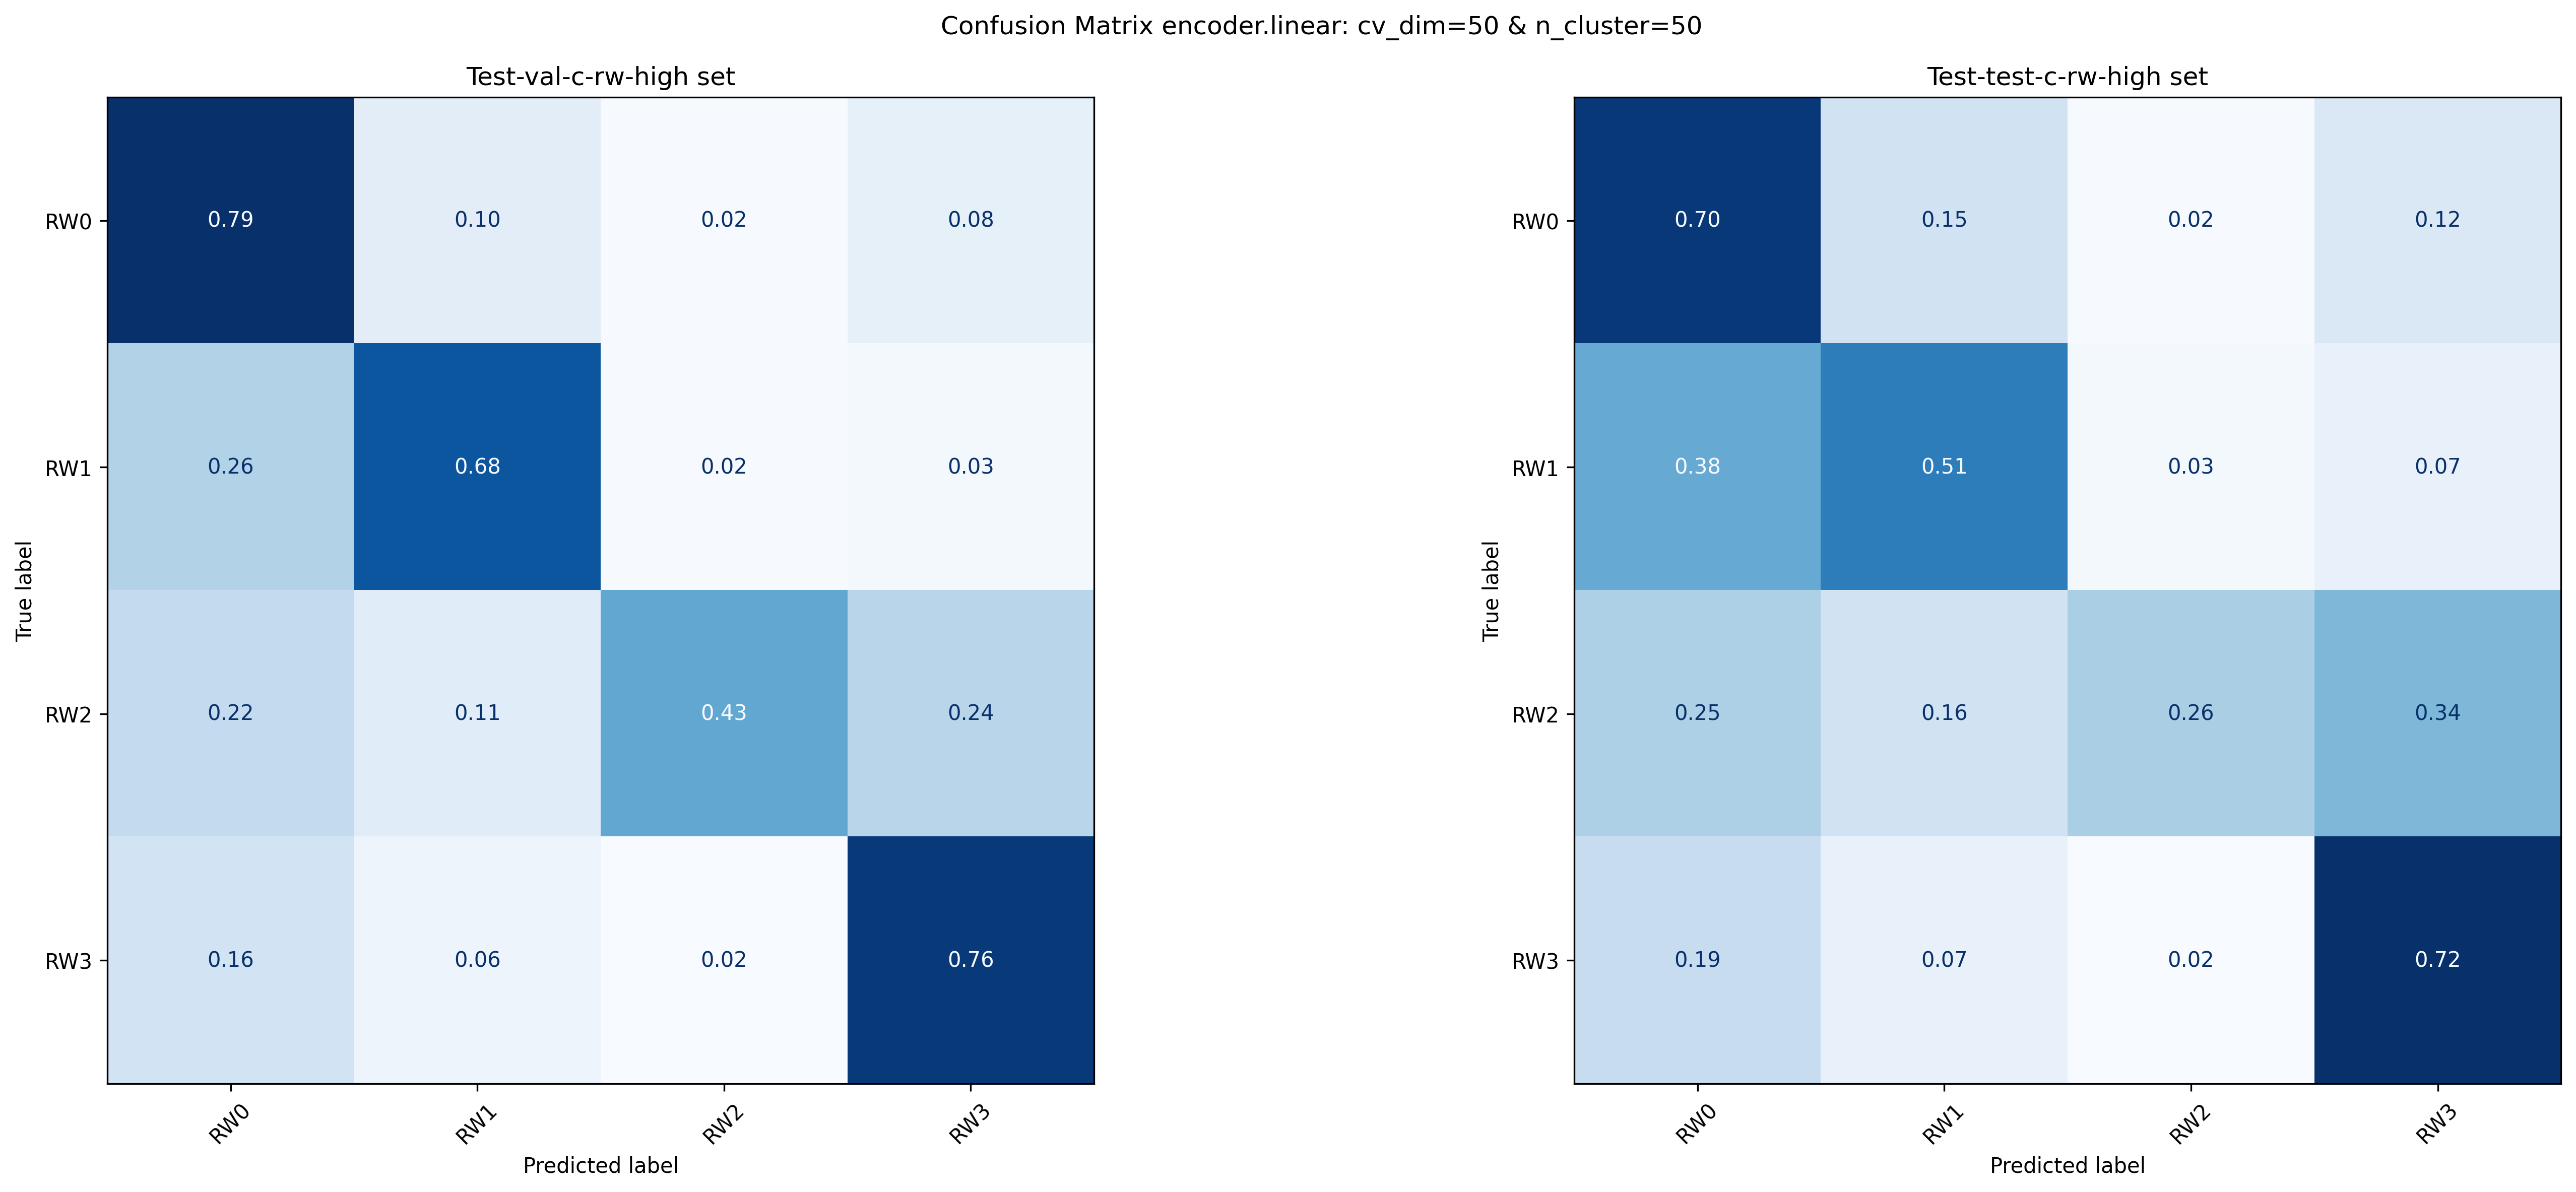 Confusion Matrix encoder.linear: cv_dim=50 & n_cluster=50
Test-val-c-rw-high set
True label
RW0 0.79 0.10 0.02 0.08
RW1 0.26 0.68 0.02 0.03
RW2 0.22 0.11 0.43 0.24
RW3 0.16 0.06 0.02 0.76
RW0 RW1 RW2 RW3
Predicted label
Test-test-c-rw-high set
True label
RW0 0.70 0.15 0.02 0.12
RW1 0.38 0.51 0.03 0.07
RW2 0.25 0.16 0.26 0.34
RW3 0.19 0.07 0.02 0.72
RW0 RW1 RW2 RW3
Predicted label